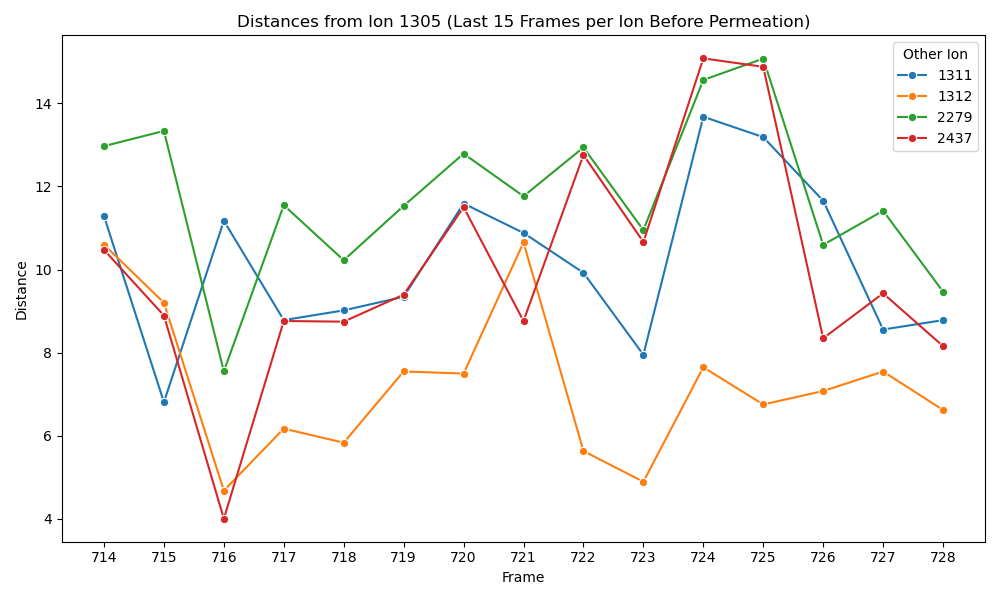 Distances from Ion 1305 (Last 15 Frames per Ion Before Permeation)
Other Ion
1311
1312
2279
2437
Distance
14
12
10
8
6
4
714 715 716 717 718 719 720 721 722 723 724 725 726 727 728
Frame